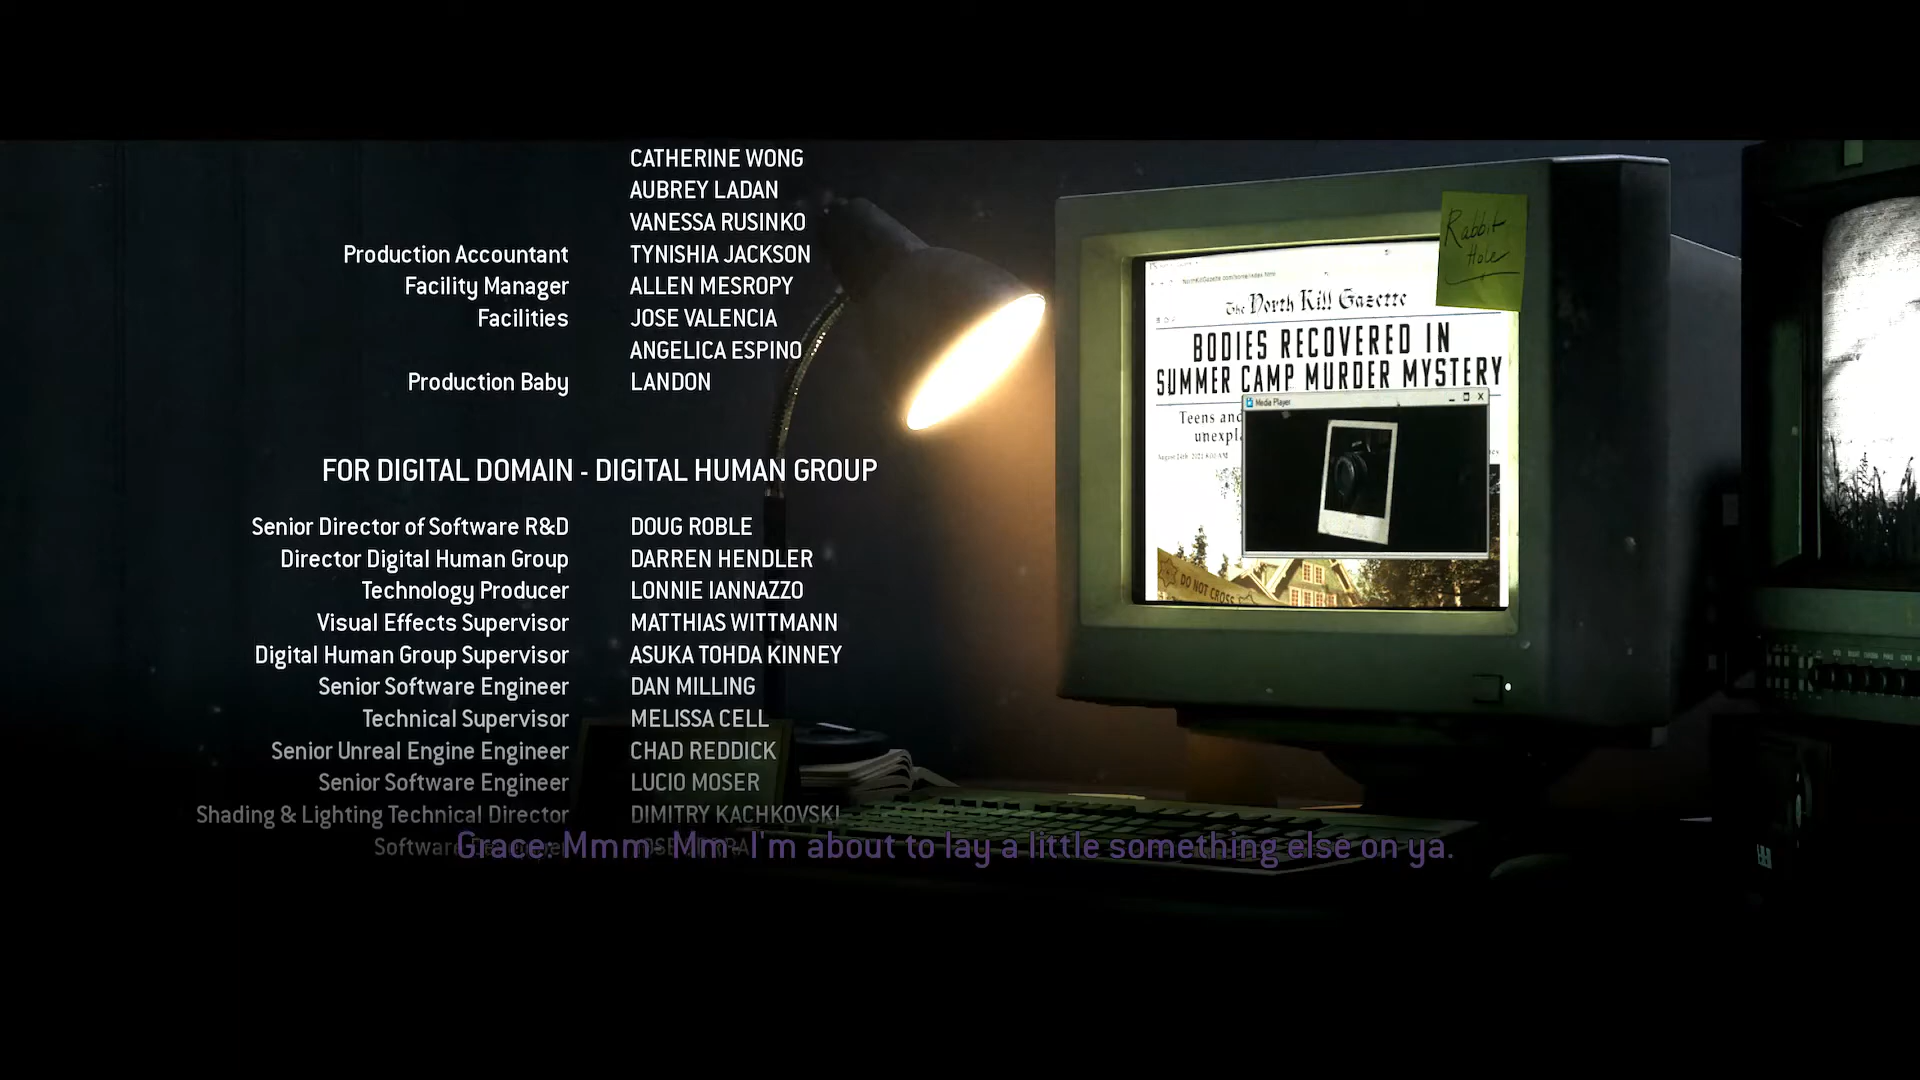 CATHERINE WONG
AUBREY LADAN
VANESSA RUSINKO
Production Accountant TYNISHIA JACKSON
Facility Manager ALLEN MESROPY
Facilities JOSE VALENCIA
ANGELICA ESPINO
Production Baby LANDON
FOR DIGITAL DOMAIN - DIGITAL HUMAN GROUP
Senior Director of Software R&D DOUG ROBLE
Director Digital Human Group DARREN HENDLER
Technology Producer LONNIE IANNAZZO
Visual Effects Supervisor MATTHIAS WITTMANN
Digital Human Group Supervisor ASUKA TOHDA KINNEY
Senior Software Engineer DAN MILLING
Technical Supervisor MELISSA CELL
Senior Unreal Engine Engineer CHAD REDDICK
Senior Software Engineer LUCIO MOSER
Shading & Lighting Technical Director DIMITRY KACHKOVSKI
Software
Grace: Mmm- Mm- I'm about to lay a little something else on ya.
Rabbit
Hole
The North Kill Gazette
BODIES RECOVERED IN
SUMMER CAMP MURDER MYSTERY
Teens and
Media Player
DO NOT CROSS